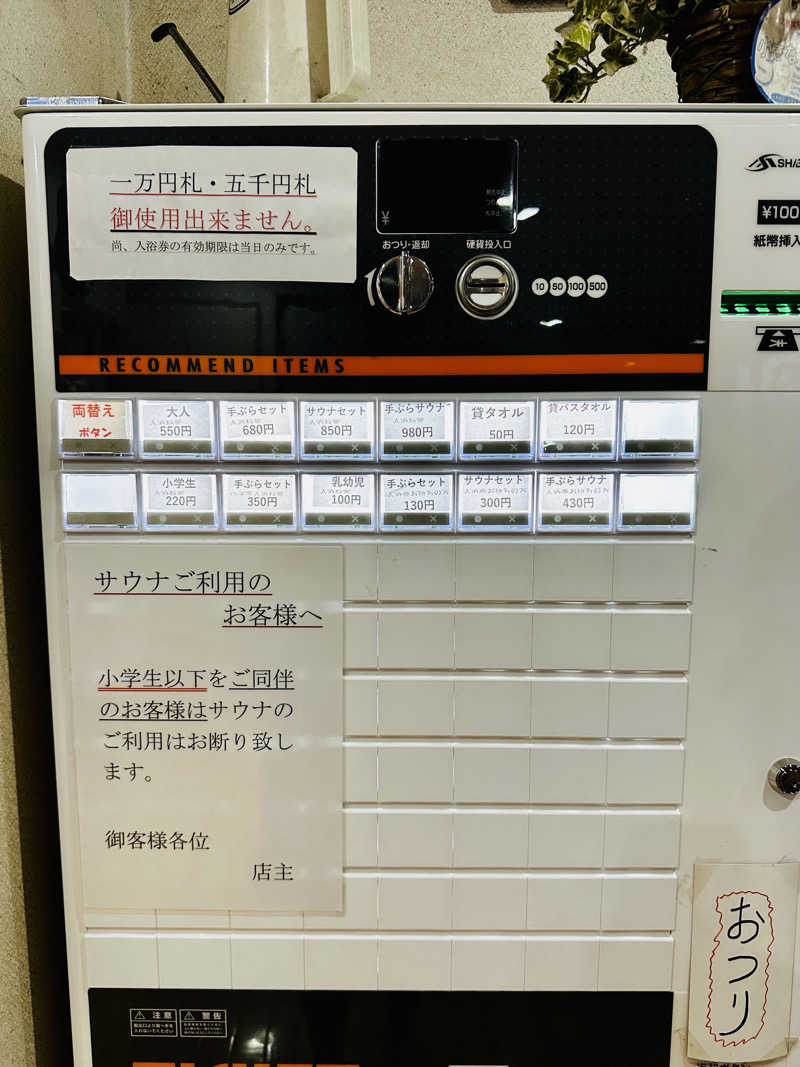 一万円札・五千円札
御使用出来ません。
尚、入浴券の有効期限は当日のみです。
¥
おつり・返却
硬貨投入口
10 50 100 500
¥100
紙幣挿入
RECOMMEND ITEMS
両替え
ボタン
大人
550円
手ぶらセット
680円
サウナセット
850円
手ぶらサウナ
980円
貸タオル
50円
貸バスタオル
120円
小学生
220円
手ぶらセット
350円
乳幼児
100円
手ぶらセット
130円
サウナセット
300円
手ぶらサウナ
430円
サウナご利用の
お客様へ
小学生以下をご同伴
のお客様はサウナの
ご利用はお断り致し
ます。
御客様各位
店主
おつり
注意
警告